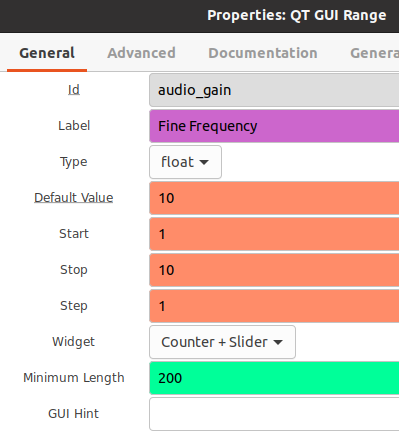 Properties: QT GUI Range
General Advanced Documentation Genera
Id audio_gain
Label Fine Frequency
Type float
Default Value 10
Start 1
Stop 10
Step 1
Widget Counter + Slider
Minimum Length 200
GUI Hint